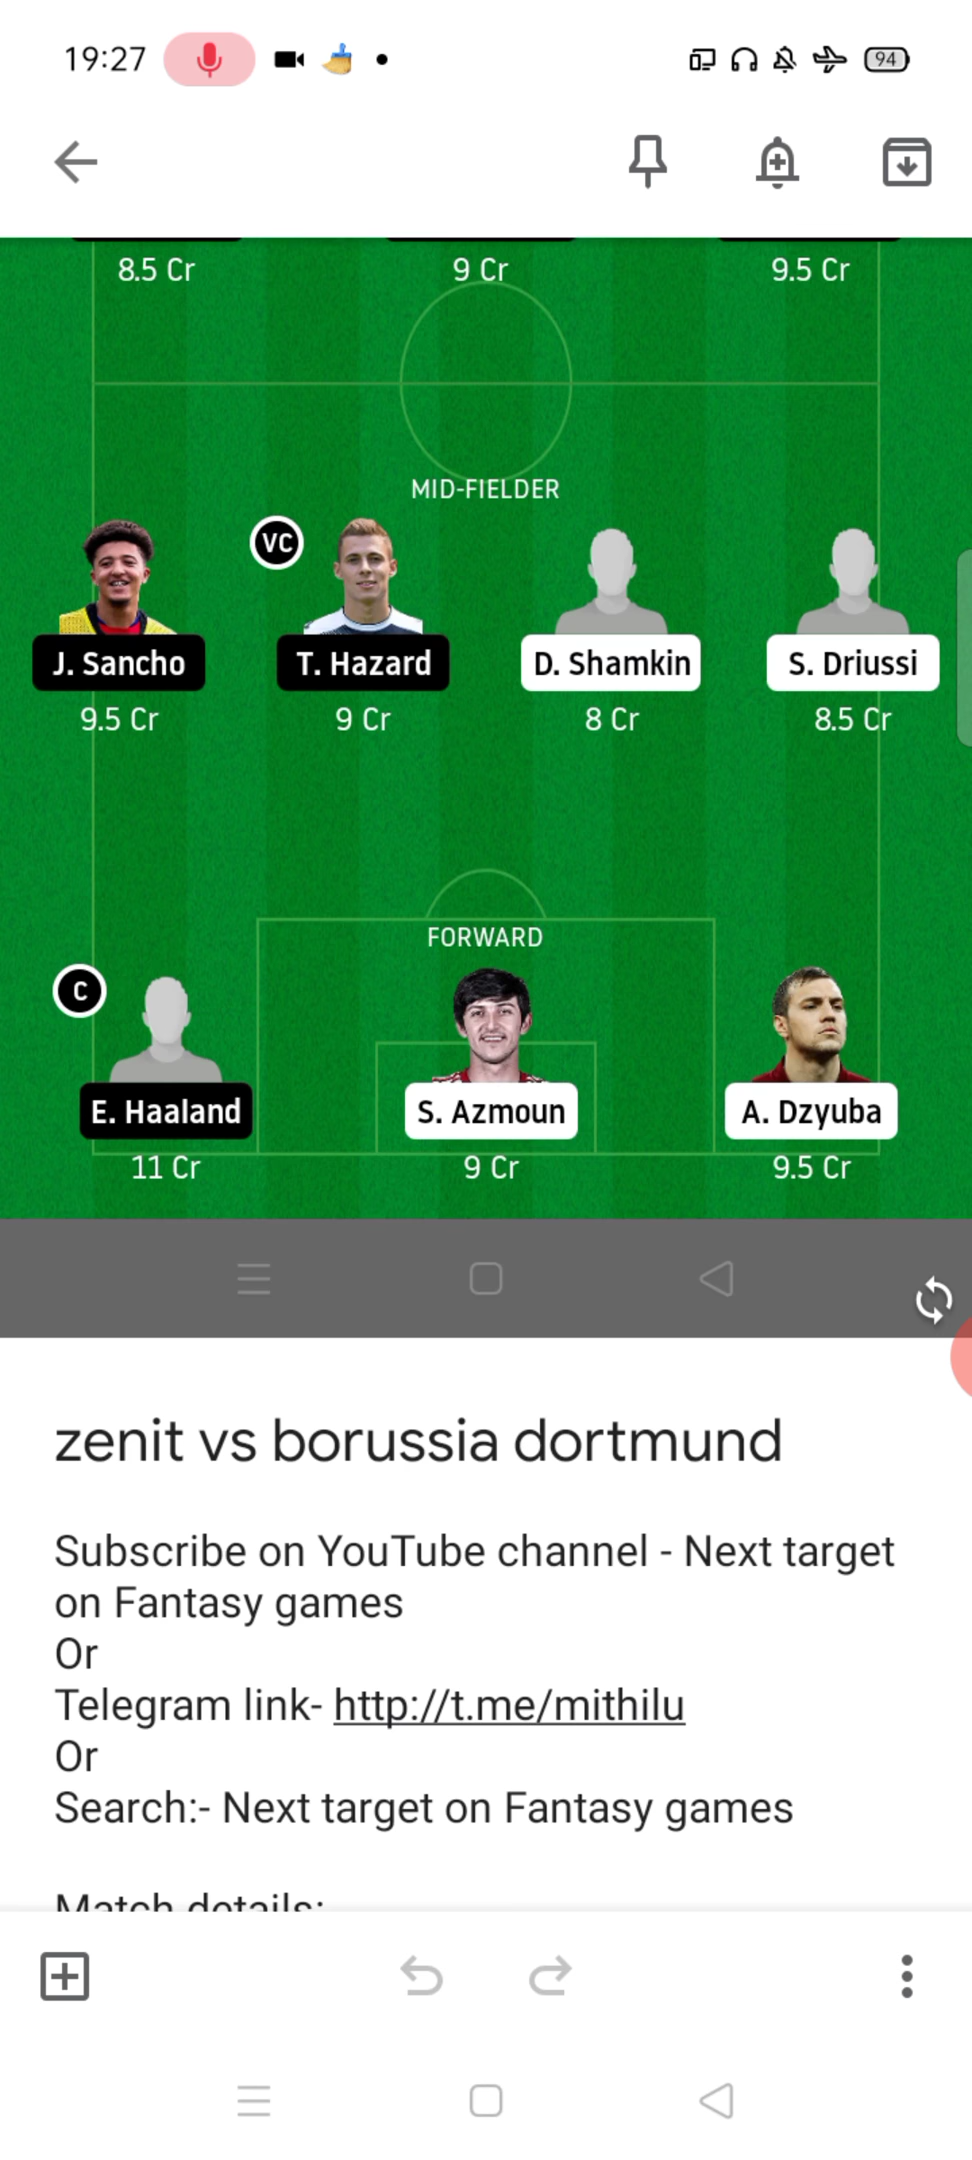 19:27
94
8.5 Cr 9 Cr 9.5 Cr
MID-FIELDER
VC
J. Sancho T. Hazard D. Shamkin S. Driussi
9.5 Cr 9 Cr 8 Cr 8.5 Cr
FORWARD
C
E. Haaland S. Azmoun A. Dzyuba
11 Cr 9 Cr 9.5 Cr
zenit vs borussia dortmund
Subscribe on YouTube channel - Next target
on Fantasy games
Or
Telegram link- http://t.me/mithilu
Or
Search:- Next target on Fantasy games
Match details: